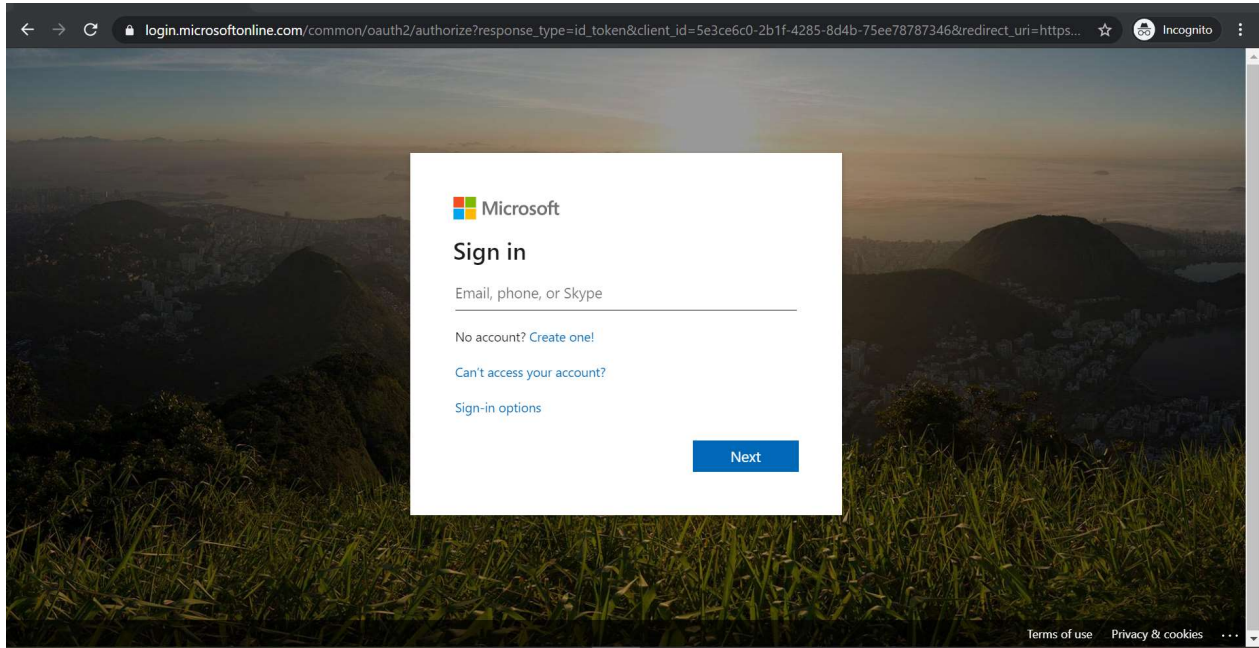 login.microsoftonline.com/common/oauth2/authorize?response_type=id_token&client_id=5e3ce6c0-2b1f-4285-8d4b-75ee78787346&redirect_uri=https... Incognito
Microsoft
Sign in
Email, phone, or Skype
No account? Create one!
Can't access your account?
Sign-in options
Next
Terms of use Privacy & cookies ...